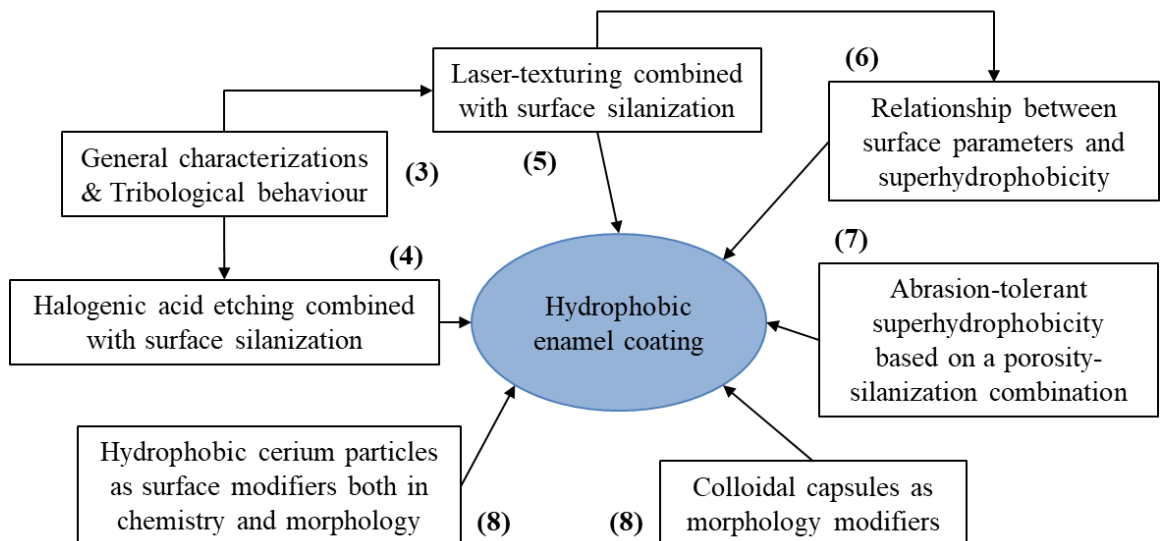 Laser-texturing combined
with surface silanization
(5)
(6)
Relationship between
surface parameters and
superhydrophobicity
General characterizations
& Tribological behaviour
(3)
(4)
Halogenic acid etching combined
with surface silanization
Hydrophobic
enamel coating
(7)
Abrasion-tolerant
superhydrophobicity
based on a porosity-
silanization combination
Hydrophobic cerium particles
as surface modifiers both in
chemistry and morphology
(8)
(8)
Colloidal capsules as
morphology modifiers